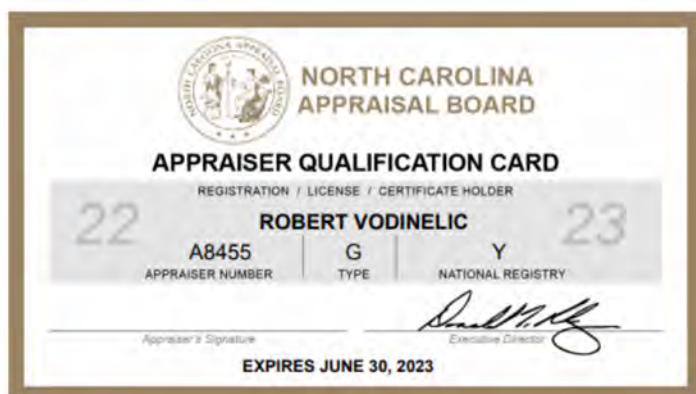 NORTH CAROLINA
APPRAISAL BOARD
NORTH CAROLINA APPRAISAL BOARD
APPRAISER QUALIFICATION CARD
REGISTRATION / LICENSE / CERTIFICATE HOLDER
22
23
ROBERT VODINELIC
A8455 G Y
APPRAISER NUMBER TYPE NATIONAL REGISTRY
Appraiser's Signature Executive Director
EXPIRES JUNE 30, 2023